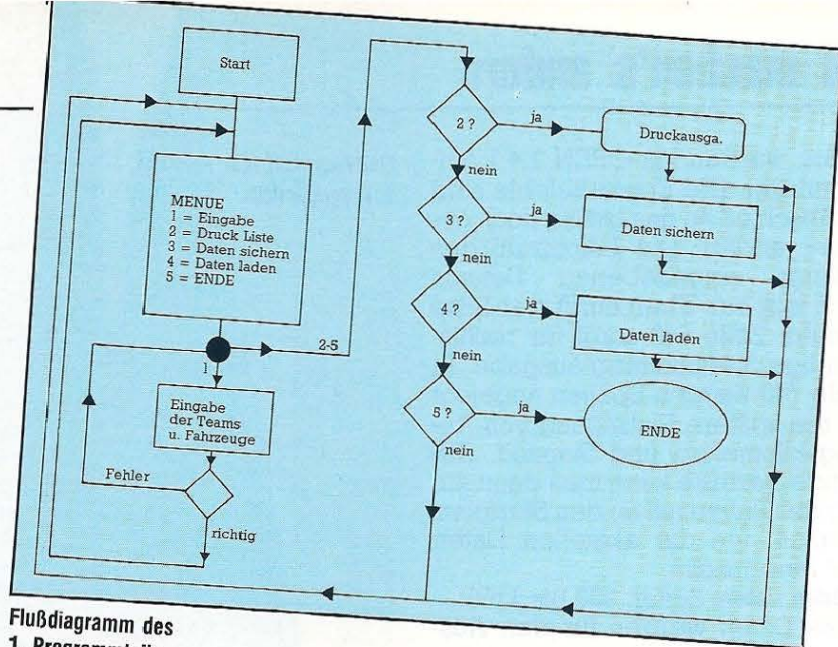 Start
MENUE
1 = Eingabe
2 = Druck Liste
3 = Daten sichern
4 = Daten laden
5 = ENDE
2-5
1
Eingabe
der Teams
u. Fahrzeuge
Fehler
richtig
2 ?
ja
Druckausga.
nein
3 ?
ja
Daten sichern
nein
4 ?
ja
Daten laden
nein
5 ?
ja
ENDE
nein
Flußdiagramm des